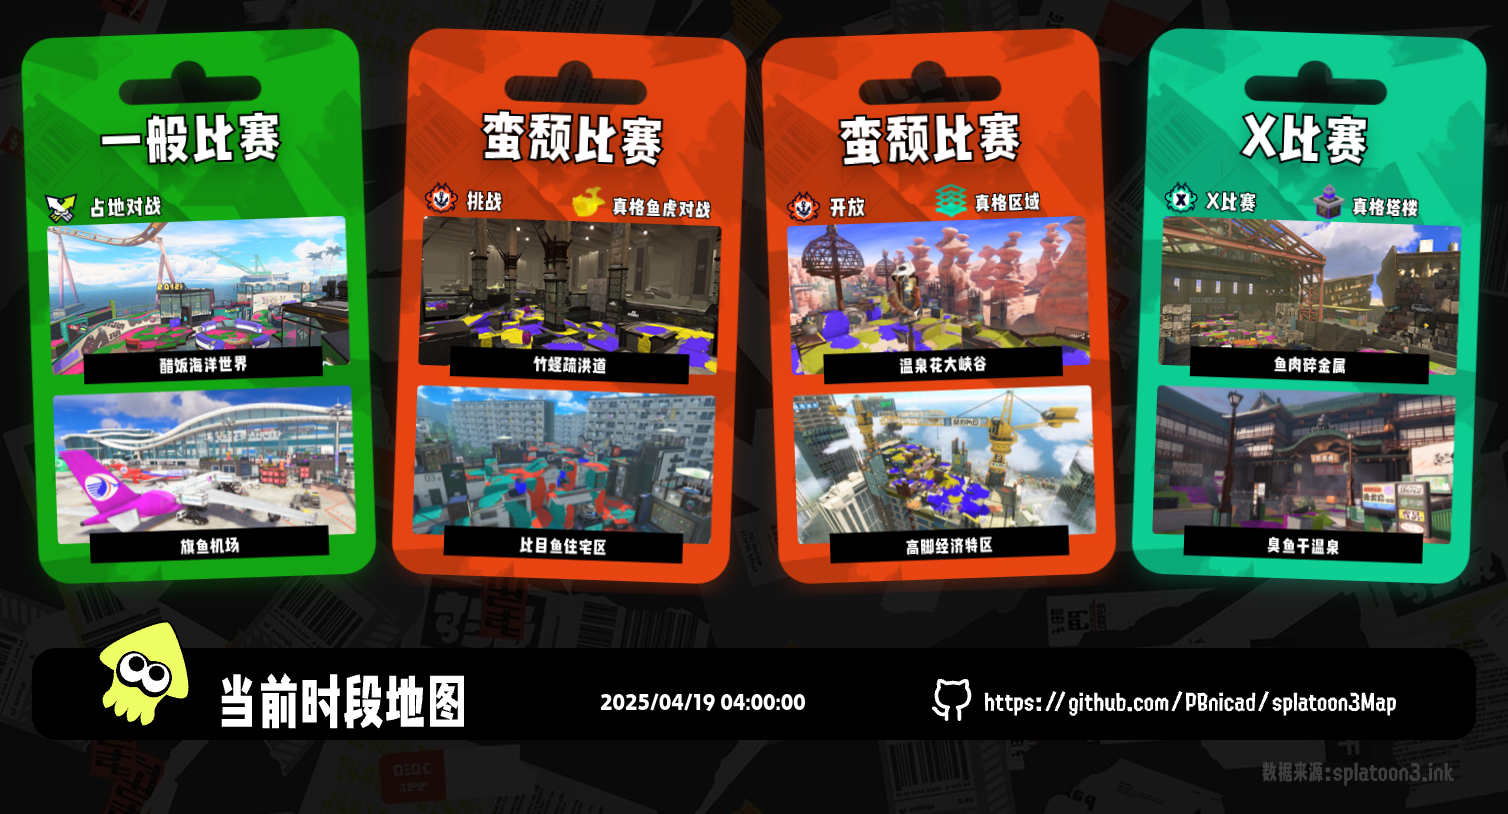 一般比赛
占地对战
醋饭海洋世界
旗鱼机场
蛮颓比赛
挑战
真格鱼虎对战
竹蛏疏洪道
比目鱼住宅区
蛮颓比赛
开放
真格区域
温泉花大峡谷
高脚经济特区
X比赛
X比赛
真格塔楼
鱼肉碎金属
臭鱼干温泉
当前时段地图
2025/04/19 04:00:00
https://github.com/PBnicad/splatoon3Map
数据来源:splatoon3.ink